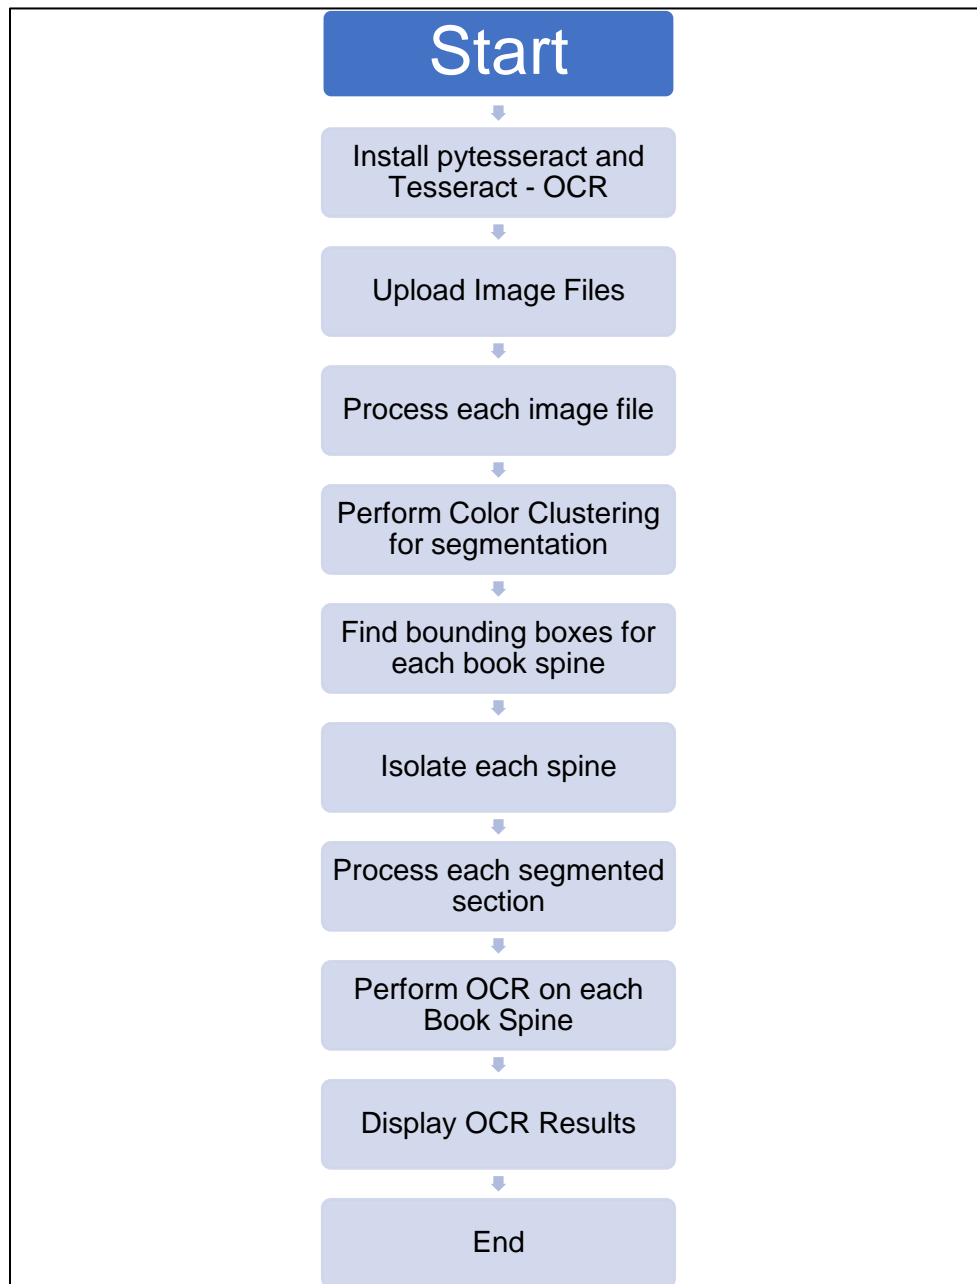 Start
Install pytesseract and
Tesseract - OCR
Upload Image Files
Process each image file
Perform Color Clustering
for segmentation
Find bounding boxes for
each book spine
Isolate each spine
Process each segmented
section
Perform OCR on each
Book Spine
Display OCR Results
End